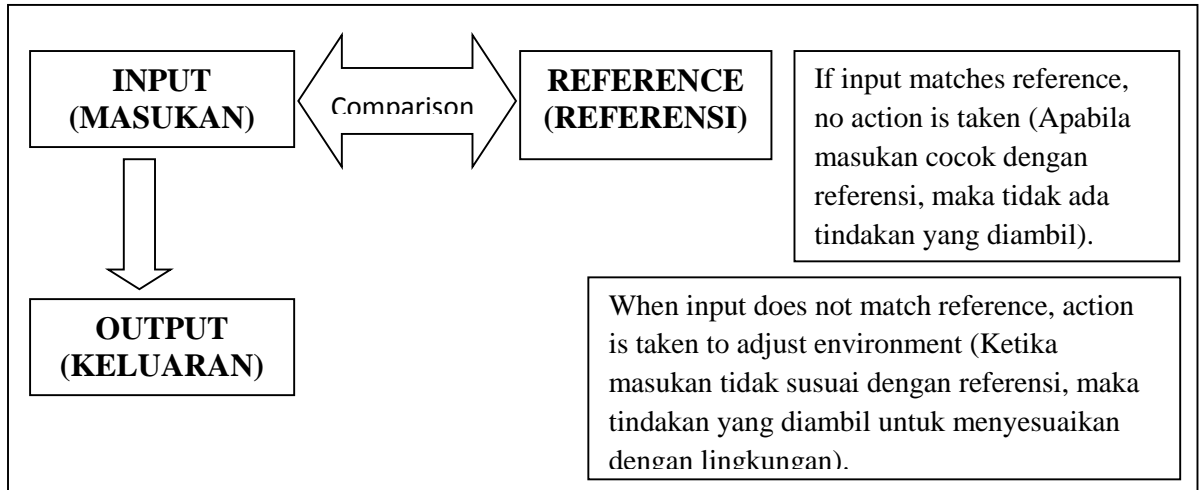 INPUT
(MASUKAN)
Comparison
REFERENCE
(REFERENSI)
If input matches reference,
no action is taken (Apabila
masukan cocok dengan
referensi, maka tidak ada
tindakan yang diambil).
OUTPUT
(KELUARAN)
When input does not match reference, action
is taken to adjust environment (Ketika
masukan tidak susuai dengan referensi, maka
tindakan yang diambil untuk menyesuaikan
dengan lingkungan).